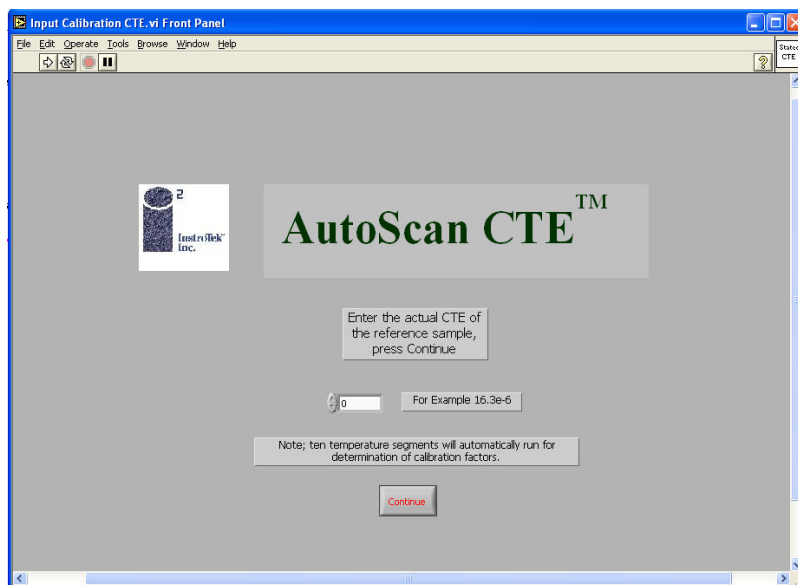 Input Calibration CTE.vi Front Panel
File Edit Operate Tools Browse Window Help
Stated
CTE
2
InstroTek
Inc.
AutoScan CTE™
Enter the actual CTE of
the reference sample,
press Continue
0
For Example 16.3e-6
Note; ten temperature segments will automatically run for
determination of calibration factors.
Continue